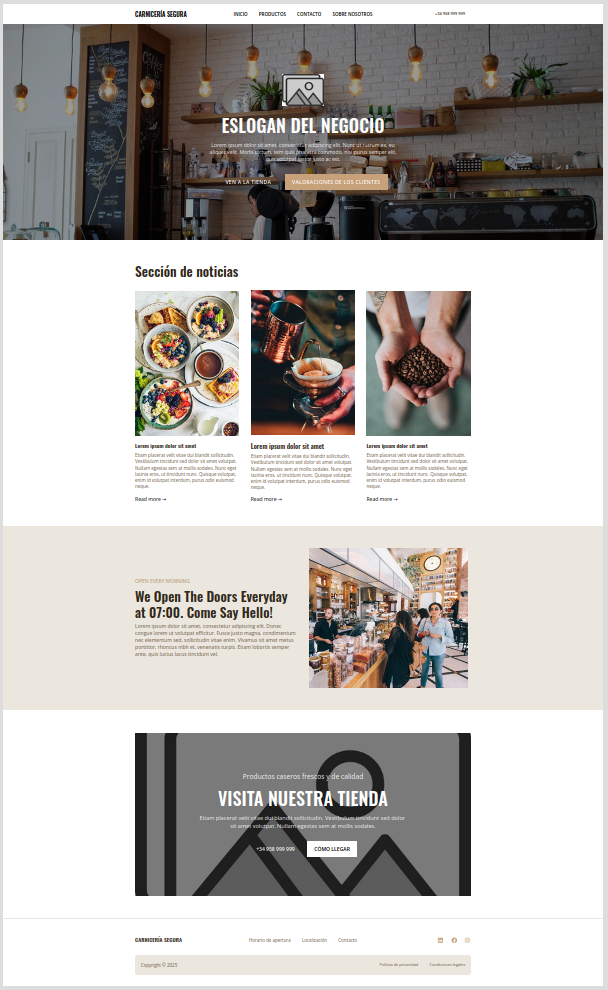 CARNICERÍA SEGURA
INICIO PRODUCTOS CONTACTO SOBRE NOSOTROS
+34 958 999 999
ESLOGAN DEL NEGOCIO
Lorem ipsum dolor sit amet, consectetur adipiscing elit. Nunc ut rutrum ex, eu
aliquet velit. Morbi dictum, sem quis pharetra commodo, nisi purus semper elit,
quis volutpat tortor justo ac est.
VEN A LA TIENDA
VALORACIONES DE LOS CLIENTES
Sección de noticias
Lorem ipsum dolor sit amet
Etiam placerat velit vitae dui blandit sollicitudin.
Vestibulum tincidunt sed dolor sit amet volutpat.
Nullam egestas sem at mollis sodales. Nunc eget
lacinia eros, ut tincidunt nunc. Quisque volutpat,
enim id volutpat interdum, purus odio euismod
neque.
Read more →
Lorem ipsum dolor sit amet
Etiam placerat velit vitae dui blandit sollicitudin.
Vestibulum tincidunt sed dolor sit amet volutpat.
Nullam egestas sem at mollis sodales. Nunc eget
lacinia eros, ut tincidunt nunc. Quisque volutpat,
enim id volutpat interdum, purus odio euismod
neque.
Read more →
Lorem ipsum dolor sit amet
Etiam placerat velit vitae dui blandit sollicitudin.
Vestibulum tincidunt sed dolor sit amet volutpat.
Nullam egestas sem at mollis sodales. Nunc eget
lacinia eros, ut tincidunt nunc. Quisque volutpat,
enim id volutpat interdum, purus odio euismod
neque.
Read more →
OPEN EVERY MORNING
We Open The Doors Everyday
at 07:00. Come Say Hello!
Lorem ipsum dolor sit amet, consectetur adipiscing elit. Donec
congue lorem ut volutpat efficitur. Fusce justo magna, condimentum
nec elementum sed, sollicitudin vitae enim. Vivamus sit amet metus
porttitor, rhoncus nibh et, venenatis turpis. Etiam lobortis semper
ante, quis luctus lacus tincidunt vel.
Productos caseros frescos y de calidad
VISITA NUESTRA TIENDA
Etiam placerat velit vitae dui blandit sollicitudin. Vestibulum tincidunt sed dolor
sit amet volutpat. Nullam egestas sem at mollis sodales.
+34 958 999 999
CÓMO LLEGAR
CARNICERÍA SEGURA
Horario de apertura Localización Contacto
Copyright © 2025
Política de privacidad Condiciones legales